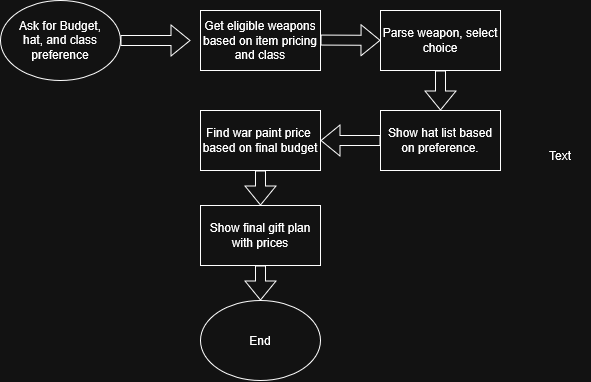 Ask for Budget,
hat, and class
preference
Get eligible weapons
based on item pricing
and class
Parse weapon, select
choice
Show hat list based
on preference.
Find war paint price
based on final budget
Text
Show final gift plan
with prices
End